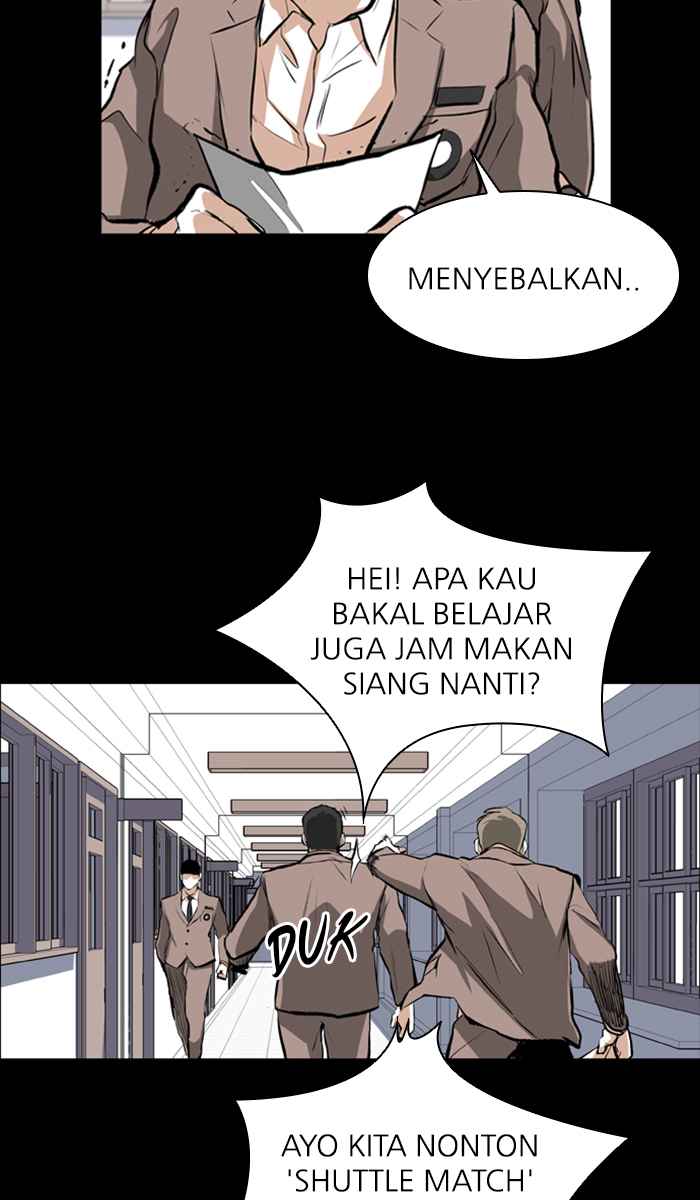 MENYEBALKAN..
HEI! APA KAU
BAKAL BELAJAR
JUGA JAM MAKAN
SIANG NANTI?
DUK
AYO KITA NONTON
'SHUTTLE MATCH'